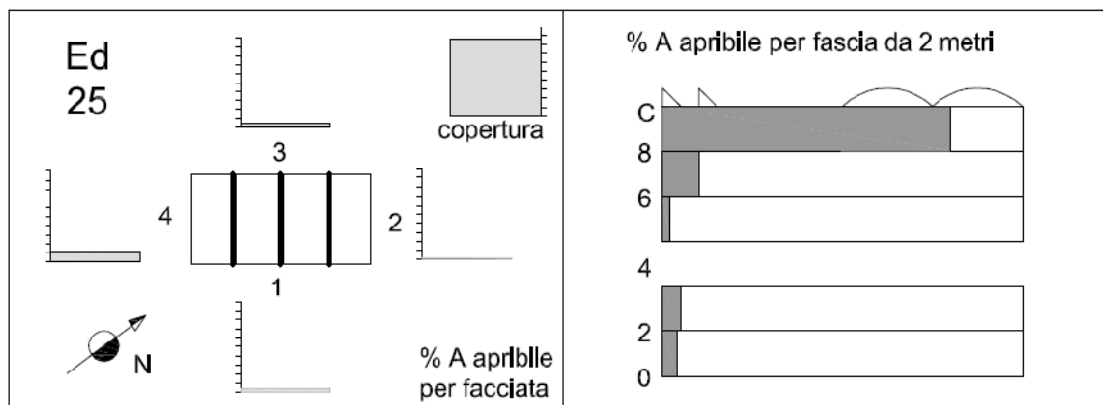 Ed
25
copertura
3
4
2
1
N
% A apribile
per facciata
% A apribile per fascia da 2 metri
C
8
6
4
2
0